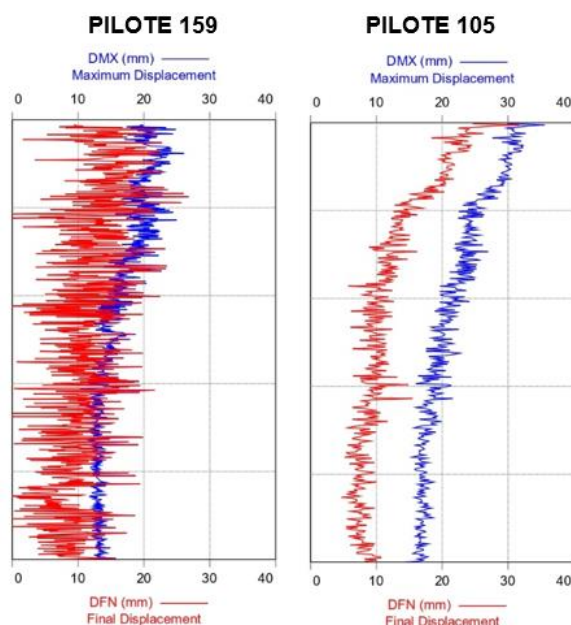 PILOTE 159
DMX (mm)
Maximum Displacement
0 10 20 30 40
0 10 20 30 40
DFN (mm)
Final Displacement
PILOTE 105
DMX (mm)
Maximum Displacement
0 10 20 30 40
0 10 20 30 40
DFN (mm)
Final Displacement